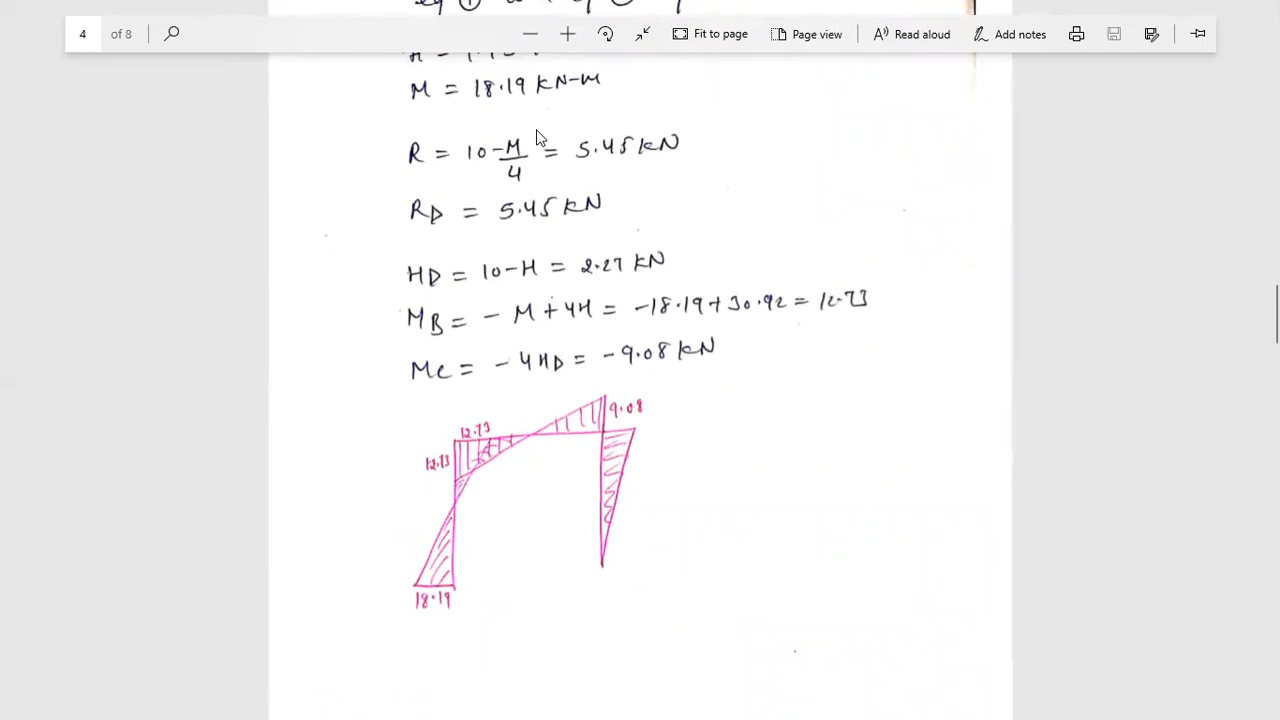 4 of 8 Fit to page Page view Read aloud Add notes
M = 18.19 KN-m
R = 10-M/4 = 5.45 KN
RD = 5.45 KN
HD = 10-H = 2.27 KN
MB = - M + 4H = -18.19 + 30.92 = 12.73
Mc = - 4HD = - 9.08 KN
9.08
12.73
12.73
18.19